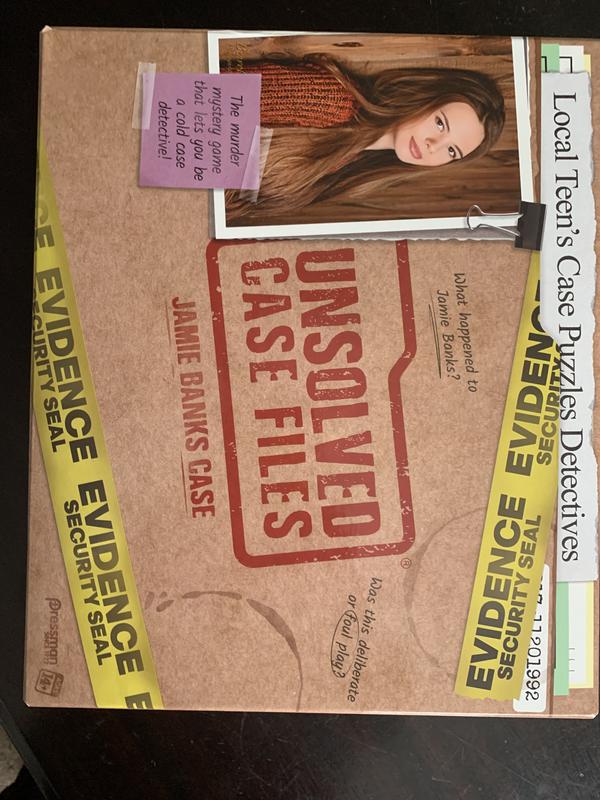 Local Teen's Case Puzzles Detectives
The murder
mystery game
that lets you be
a cold case
detective!
What happened to
Jamie Banks?
UNSOLVED
CASE FILES
®
JAMIE BANKS CASE
Was this deliberate
or foul play?
EVIDENCE
SECURITY
EVIDENCE
SECURITY SEAL
11201992
EVIDENCE
SECURITY SEAL
EVIDENCE
SECURITY SEAL
Pressman
14+